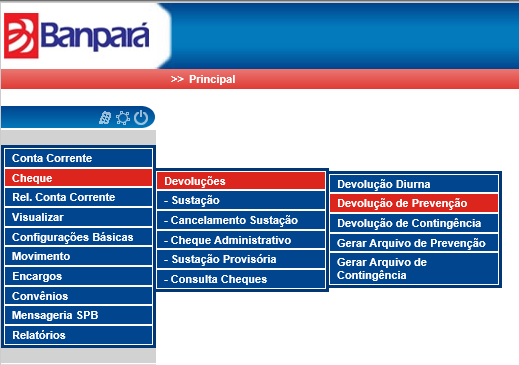 Banpará
>> Principal
Conta Corrente
Cheque
Rel. Conta Corrente
Visualizar
Configurações Básicas
Movimento
Encargos
Convênios
Mensageria SPB
Relatórios
Devoluções
- Sustação
- Cancelamento Sustação
- Cheque Administrativo
- Sustação Provisória
- Consulta Cheques
Devolução Diurna
Devolução de Prevenção
Devolução de Contingência
Gerar Arquivo de Prevenção
Gerar Arquivo de
Contingência